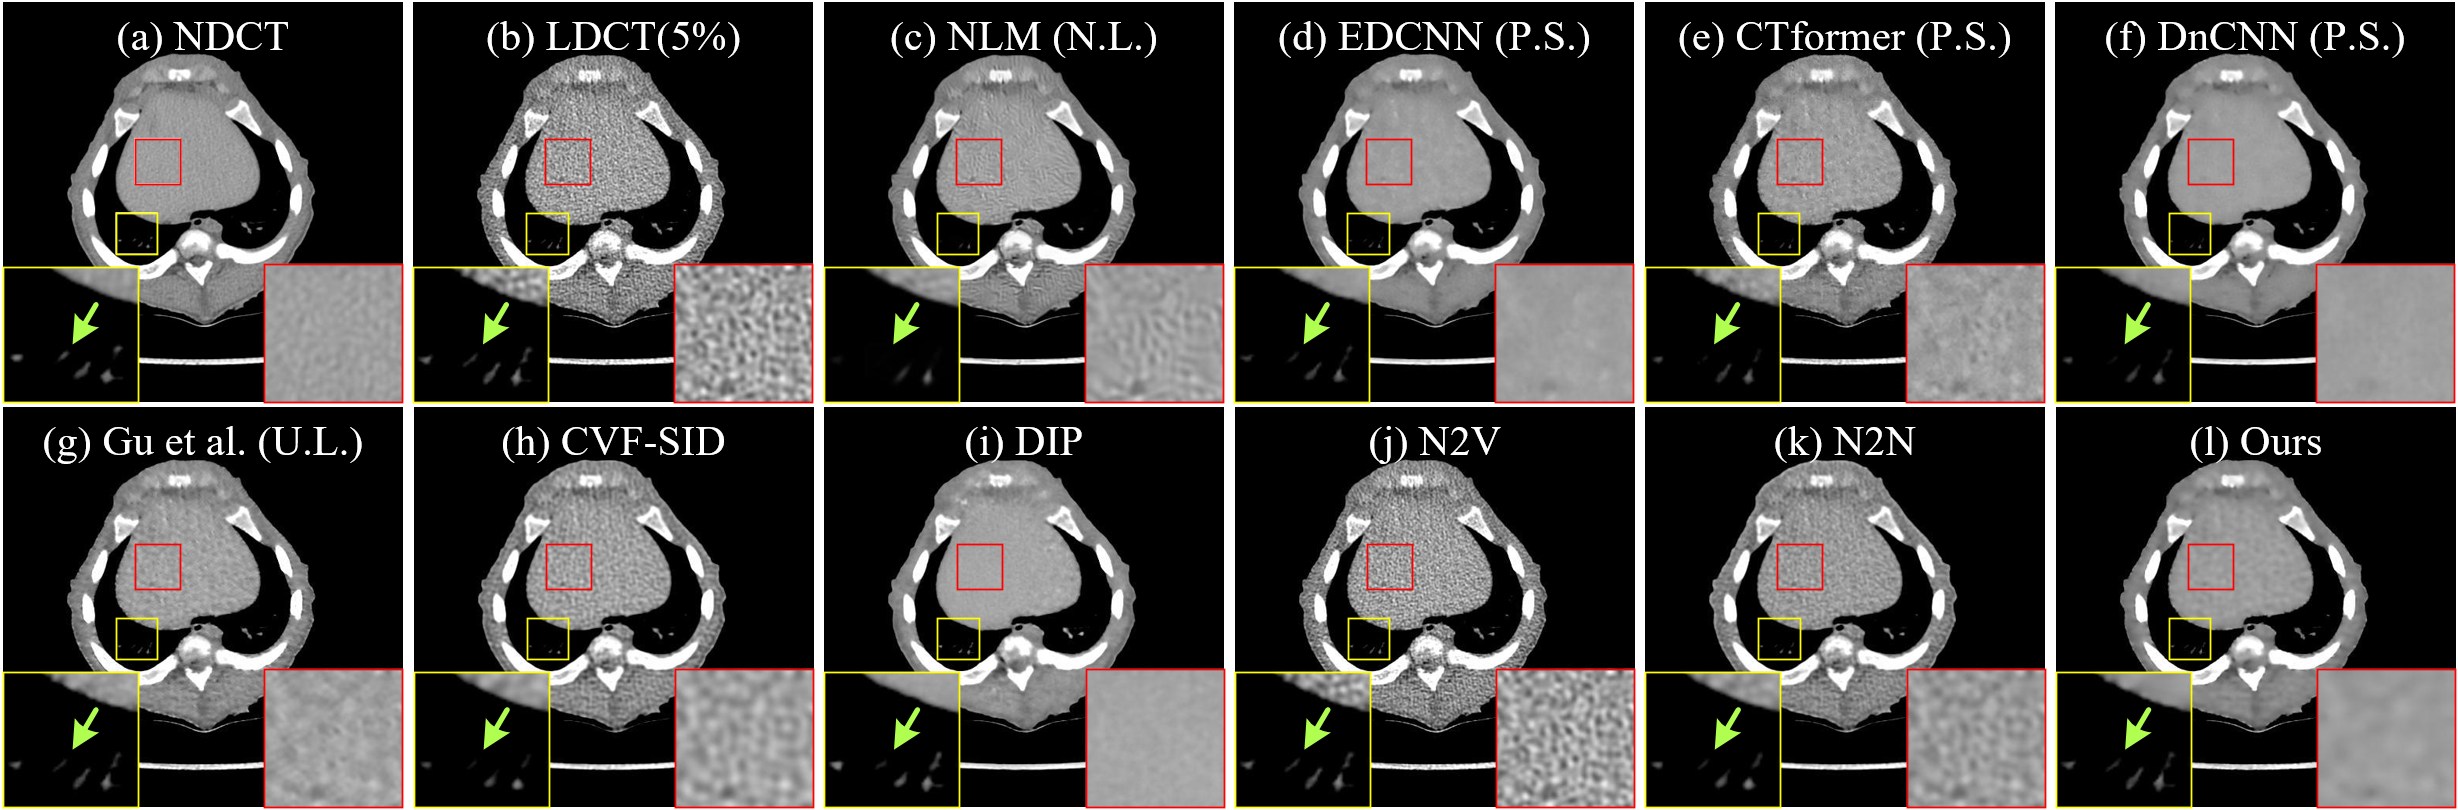 (a) NDCT
(b) LDCT(5%)
(c) NLM (N.L.)
(d) EDCNN (P.S.)
(e) CTformer (P.S.)
(f) DnCNN (P.S.)
(g) Gu et al. (U.L.)
(h) CVF-SID
(i) DIP
(j) N2V
(k) N2N
(l) Ours